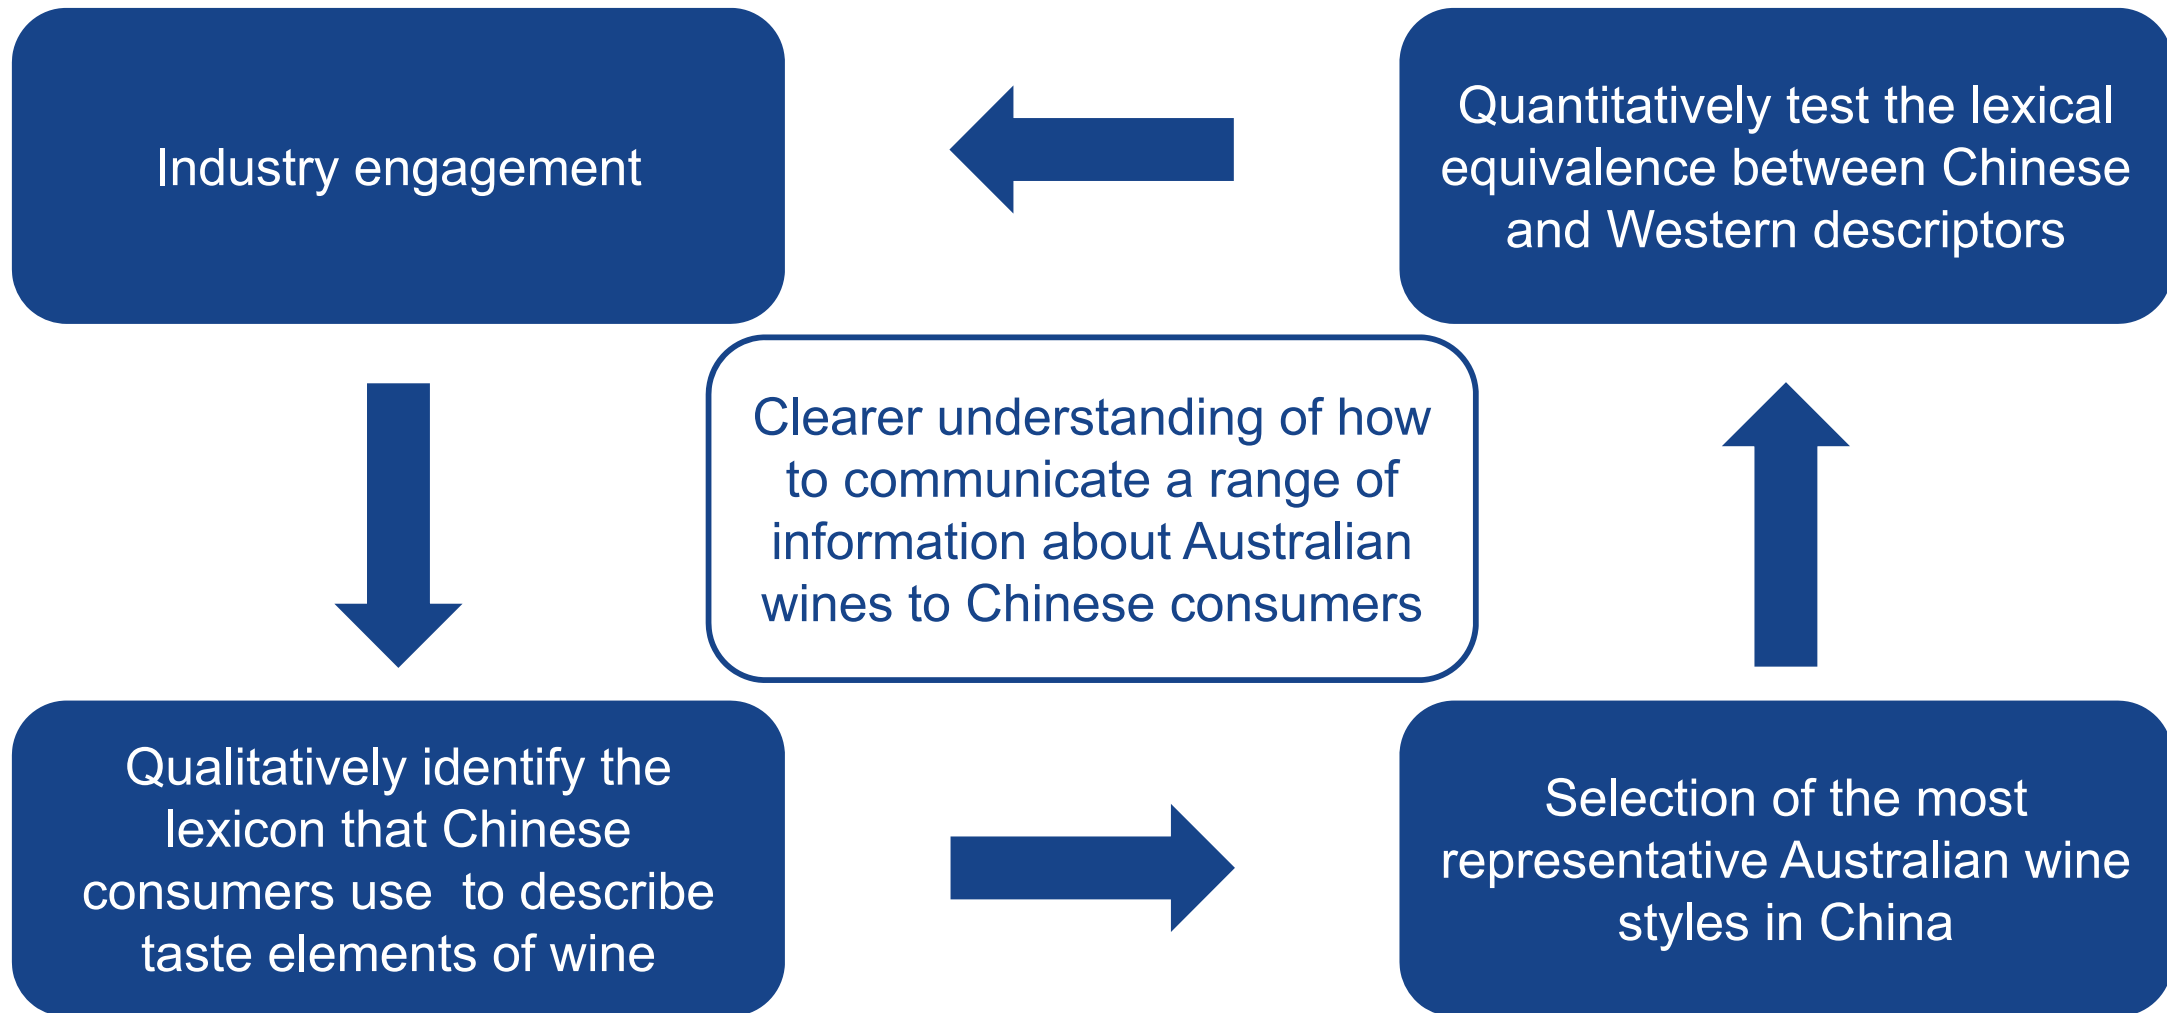 Industry engagement
Quantitatively test the lexical
equivalence between Chinese
and Western descriptors
Clearer understanding of how
to communicate a range of
information about Australian
wines to Chinese consumers
Qualitatively identify the
lexicon that Chinese
consumers use  to describe
taste elements of wine
Selection of the most
representative Australian wine
styles in China